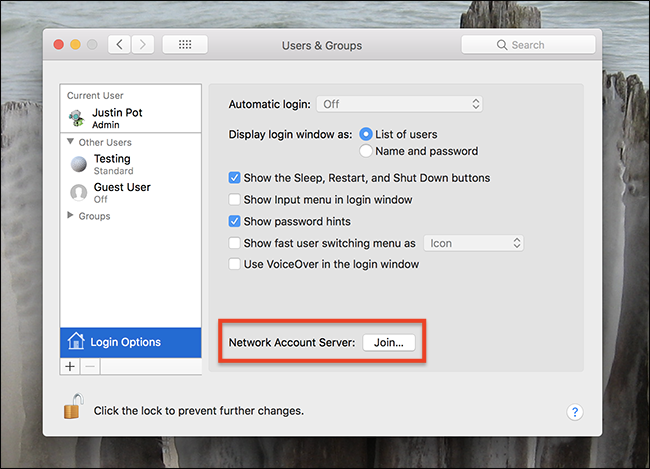 Users & Groups
Search
Current User
Justin Pot
Admin
Other Users
Testing
Standard
Guest User
Off
Groups
Login Options
+ −
Automatic login: Off
Display login window as: List of users
Name and password
Show the Sleep, Restart, and Shut Down buttons
Show Input menu in login window
Show password hints
Show fast user switching menu as Icon
Use VoiceOver in the login window
Network Account Server: Join...
Click the lock to prevent further changes.
?